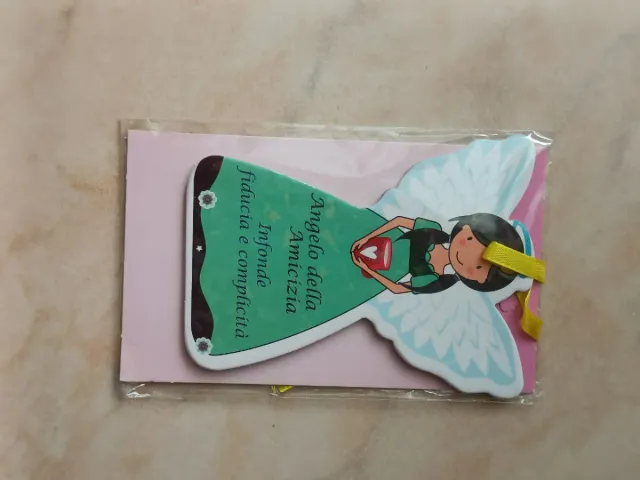 Angelo della
Amicizia
Infonde
fiducia e complicità